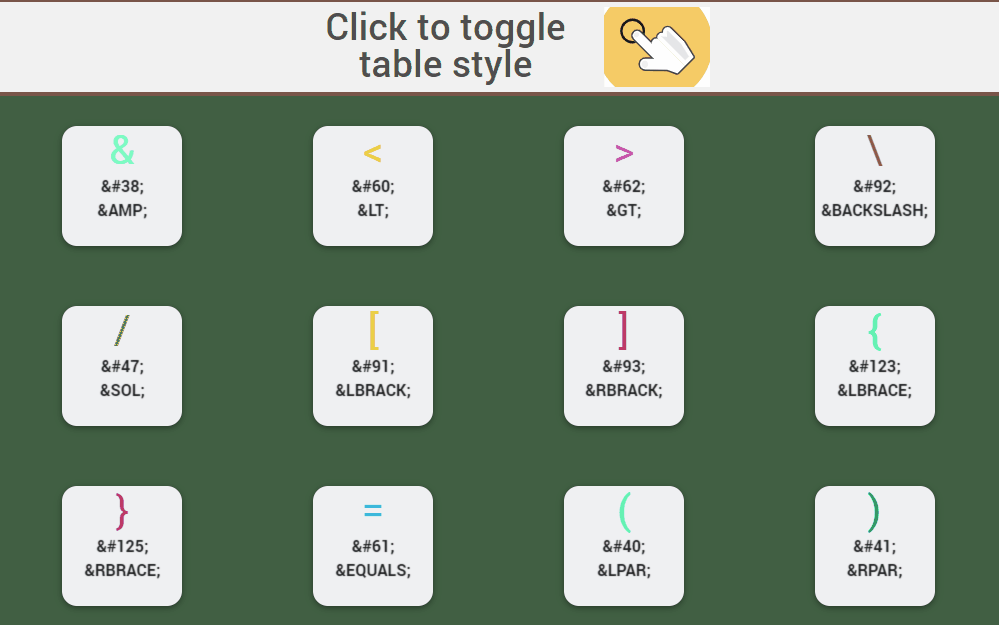 Click to toggle
table style
&
&#38;
&AMP;
<
&#60;
&LT;
>
&#62;
&GT;
\
&#92;
&BACKSLASH;
/
&#47;
&SOL;
[
&#91;
&LBRACK;
]
&#93;
&RBRACK;
{
&#123;
&LBRACE;
}
&#125;
&RBRACE;
=
&#61;
&EQUALS;
(
&#40;
&LPAR;
)
&#41;
&RPAR;